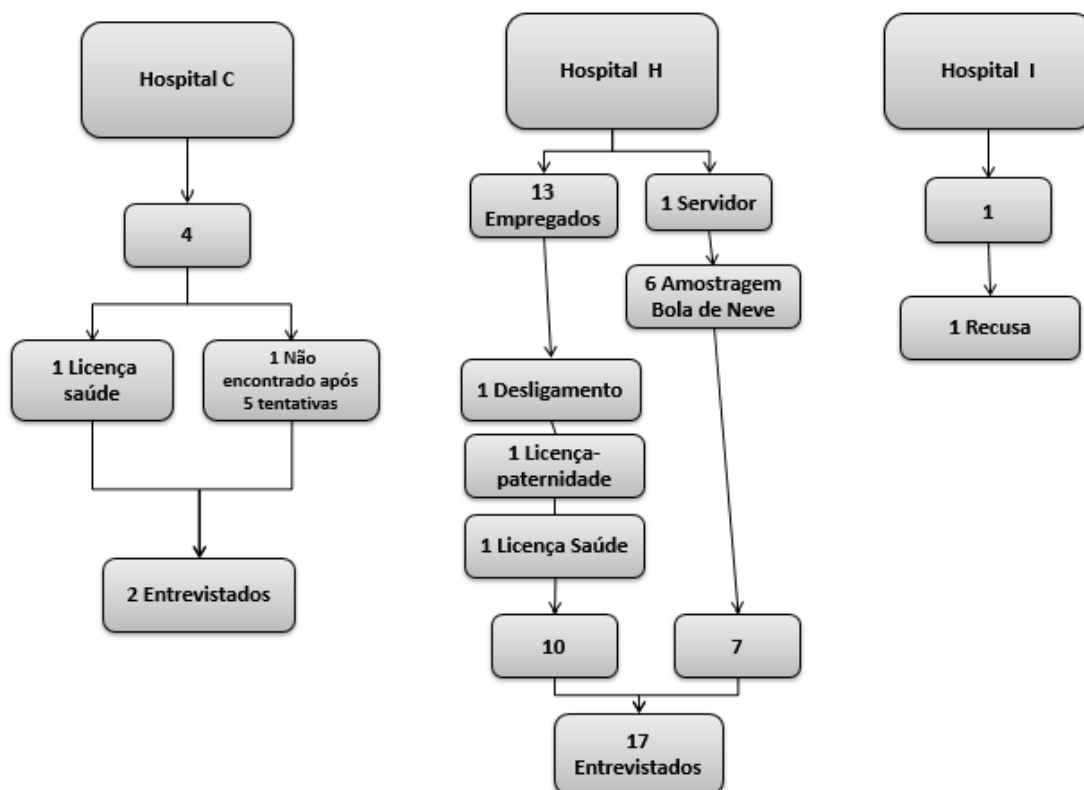 Hospital C
4
1 Licença
saúde
1 Não
encontrado após
5 tentativas
2 Entrevistados
Hospital H
13
Empregados
1 Servidor
6 Amostragem
Bola de Neve
1 Desligamento
1 Licença-
paternidade
1 Licença Saúde
10
7
17
Entrevistados
Hospital I
1
1 Recusa